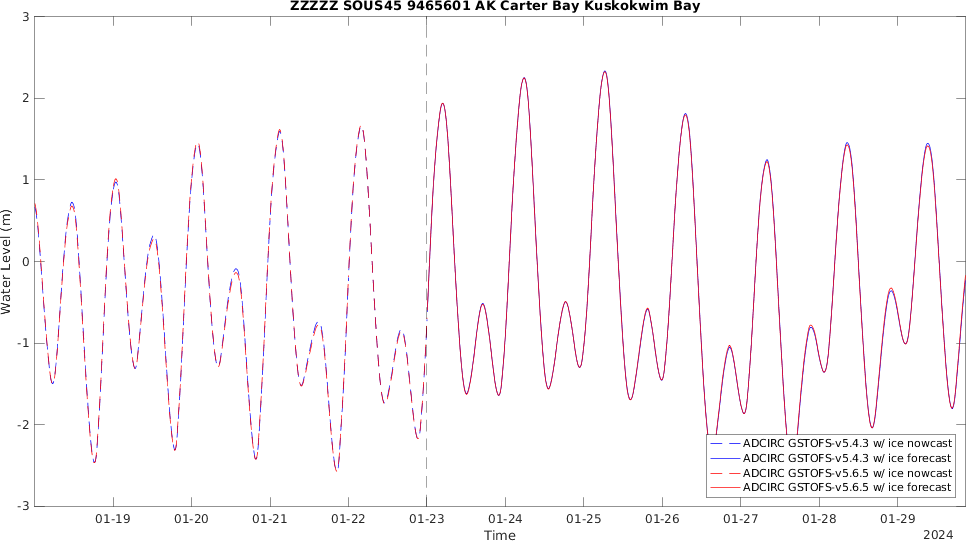 ZZZZZ SOUS45 9465601 AK Carter Bay Kuskokwim Bay
3
2
1
0
-1
-2
-3
Water Level (m)
ADCIRC GSTOFS-v5.4.3 w/ ice nowcast
ADCIRC GSTOFS-v5.4.3 w/ ice forecast
ADCIRC GSTOFS-v5.6.5 w/ ice nowcast
ADCIRC GSTOFS-v5.6.5 w/ ice forecast
01-19 01-20 01-21 01-22 01-23 01-24 01-25 01-26 01-27 01-28 01-29
Time
2024